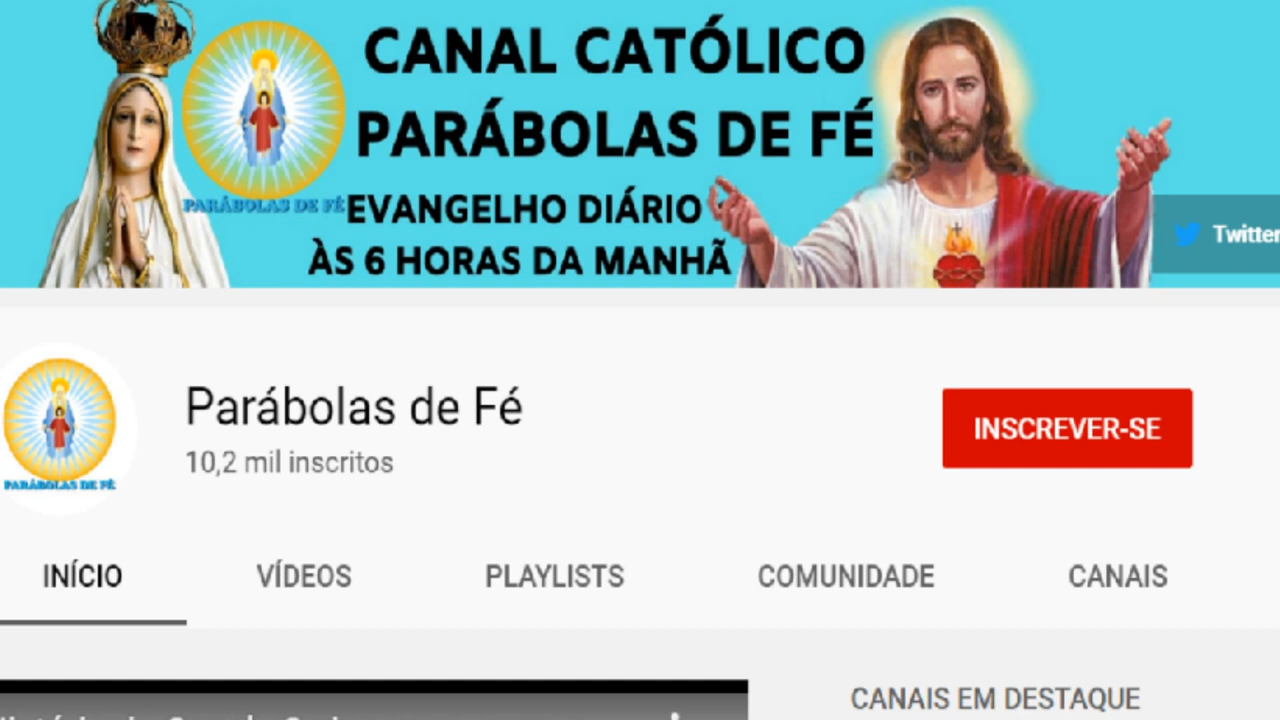 CANAL CATÓLICO
PARÁBOLAS DE FÉ
PARÁBOLAS DE FÉ
EVANGELHO DIÁRIO
ÀS 6 HORAS DA MANHÃ
Twitter
Parábolas de Fé
10,2 mil inscritos
INSCREVER-SE
PARÁBOLAS DE FÉ
INÍCIO VÍDEOS PLAYLISTS COMUNIDADE CANAIS
CANAIS EM DESTAQUE